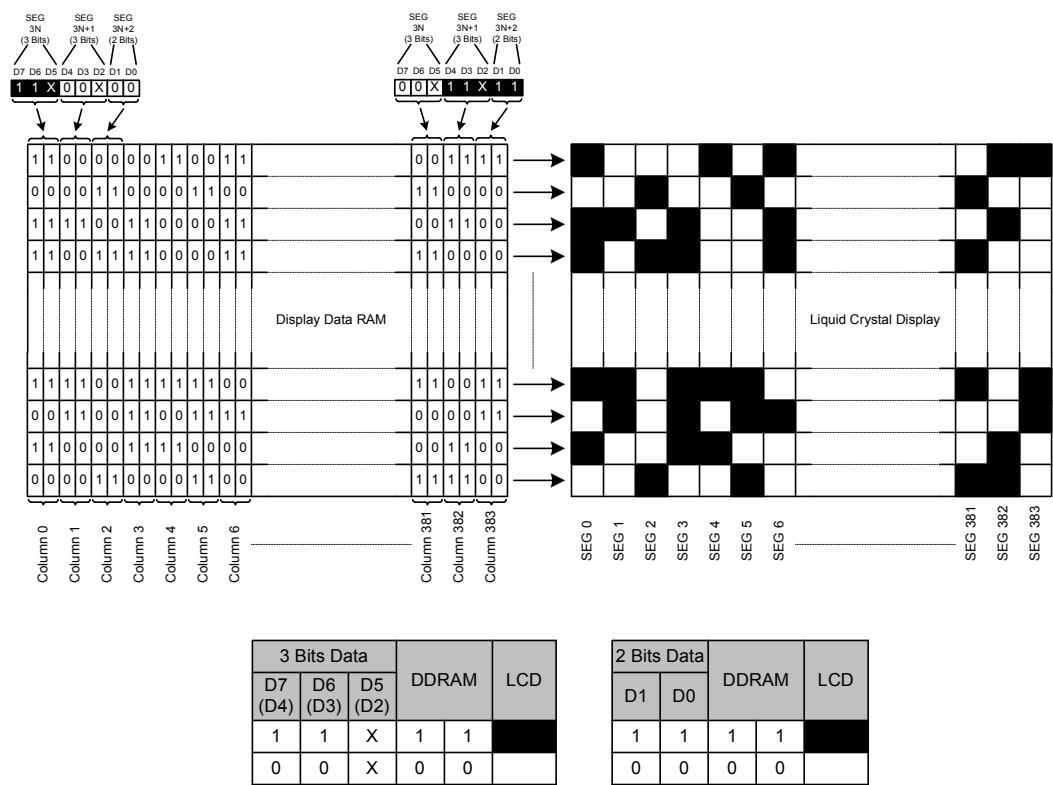 SEG 3N (3 Bits) SEG 3N+1 (3 Bits) SEG 3N+2 (2 Bits) SEG 3N (3 Bits) SEG 3N+1 (3 Bits) SEG 3N+2 (2 Bits)
D7 D6 D5 D4 D3 D2 D1 D0 D7 D6 D5 D4 D3 D2 D1 D0
1 1 X 0 0 X 0 0 0 0 X 1 1 X 1 1
1 1 0 0 0 0 0 0 1 1 0 0 1 1 0 0 1 1 1 1
0 0 0 0 1 1 0 0 0 0 1 1 0 0 1 1 0 0 0 0
1 1 1 1 0 0 1 1 0 0 0 0 1 1 0 0 1 1 0 0
1 1 0 0 1 1 1 1 0 0 0 0 1 1 1 1 0 0 0 0
Display Data RAM Liquid Crystal Display
1 1 1 1 0 0 1 1 1 1 1 1 0 0 1 1 0 0 1 1
0 0 1 1 0 0 1 1 0 0 1 1 1 1 0 0 0 0 1 1
1 1 0 0 0 0 1 1 1 1 0 0 0 0 0 0 1 1 0 0
0 0 0 0 1 1 0 0 0 0 1 1 0 0 1 1 1 1 0 0
Column 0 Column 1 Column 2 Column 3 Column 4 Column 5 Column 6 Column 381 Column 382 Column 383 SEG 0 SEG 1 SEG 2 SEG 3 SEG 4 SEG 5 SEG 6 SEG 381 SEG 382 SEG 383
3 Bits Data DDRAM LCD
D7 (D4) D6 (D3) D5 (D2)
1 1 X 1 1
0 0 X 0 0
2 Bits Data DDRAM LCD
D1 D0
1 1 1 1
0 0 0 0